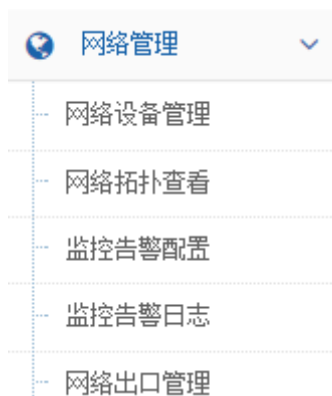 网络管理
网络设备管理
网络拓扑查看
监控告警配置
监控告警日志
网络出口管理